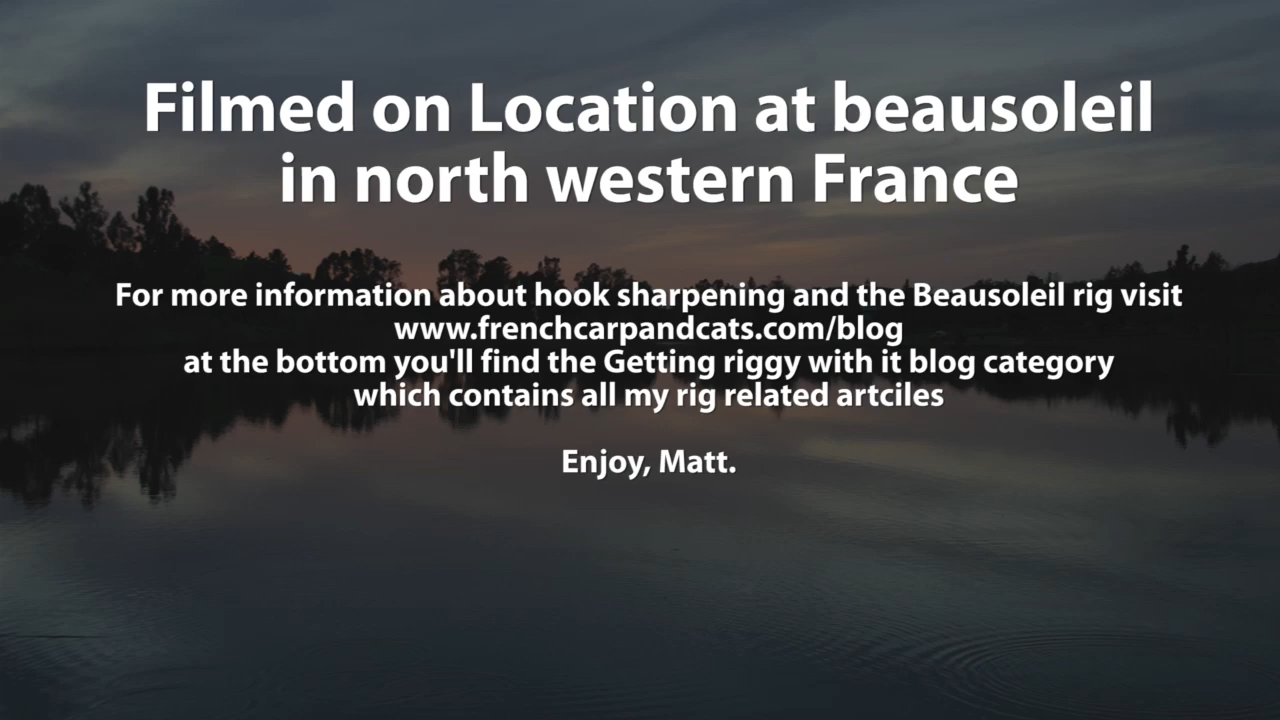 Filmed on Location at beausoleil
in north western France
For more information about hook sharpening and the Beausoleil rig visit
www.frenchcarpandcats.com/blog
at the bottom you'll find the Getting riggy with it blog category
which contains all my rig related artciles
Enjoy, Matt.